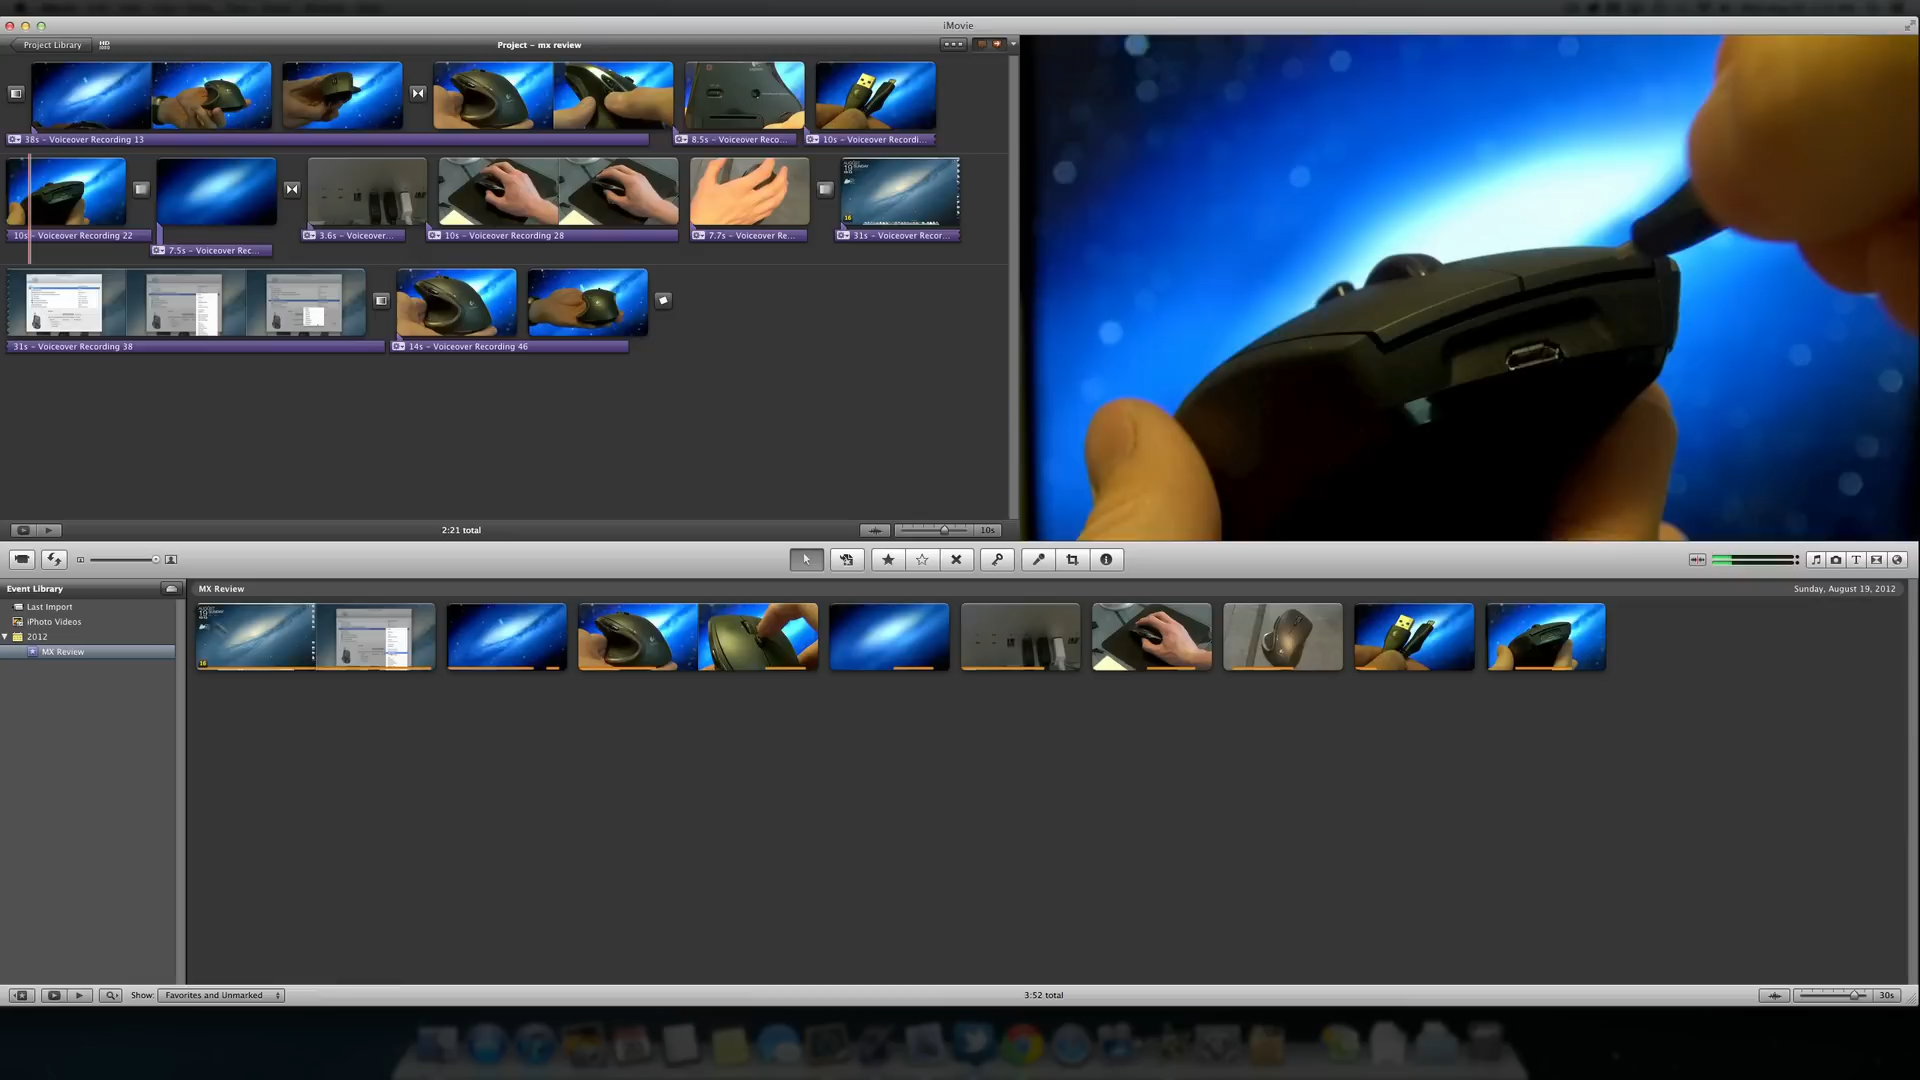 iMovie
Project Library
HD
Project – mx review
38s – Voiceover Recording 13
8.5s – Voiceover Reco...
10s – Voiceover Recordi...
10s – Voiceover Recording 22
7.5s – Voiceover Rec...
3.6s – Voiceover...
10s – Voiceover Recording 28
7.7s – Voiceover Re...
31s – Voiceover Recor...
31s – Voiceover Recording 38
14s – Voiceover Recording 46
2:21 total
10s
Event Library
MX Review
Sunday, August 19, 2012
Last Import
iPhoto Videos
2012
MX Review
Show:
Favorites and Unmarked
3:52 total
30s